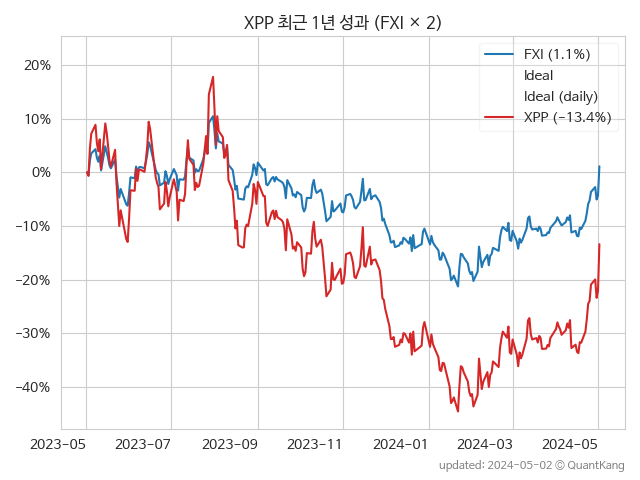 XPP 최근 1년 성과 (FXI × 2)
FXI (1.1%)
Ideal
Ideal (daily)
XPP (−13.4%)
20%
10%
0%
−10%
−20%
−30%
−40%
2023-05 2023-07 2023-09 2023-11 2024-01 2024-03 2024-05
updated: 2024-05-02 © QuantKang